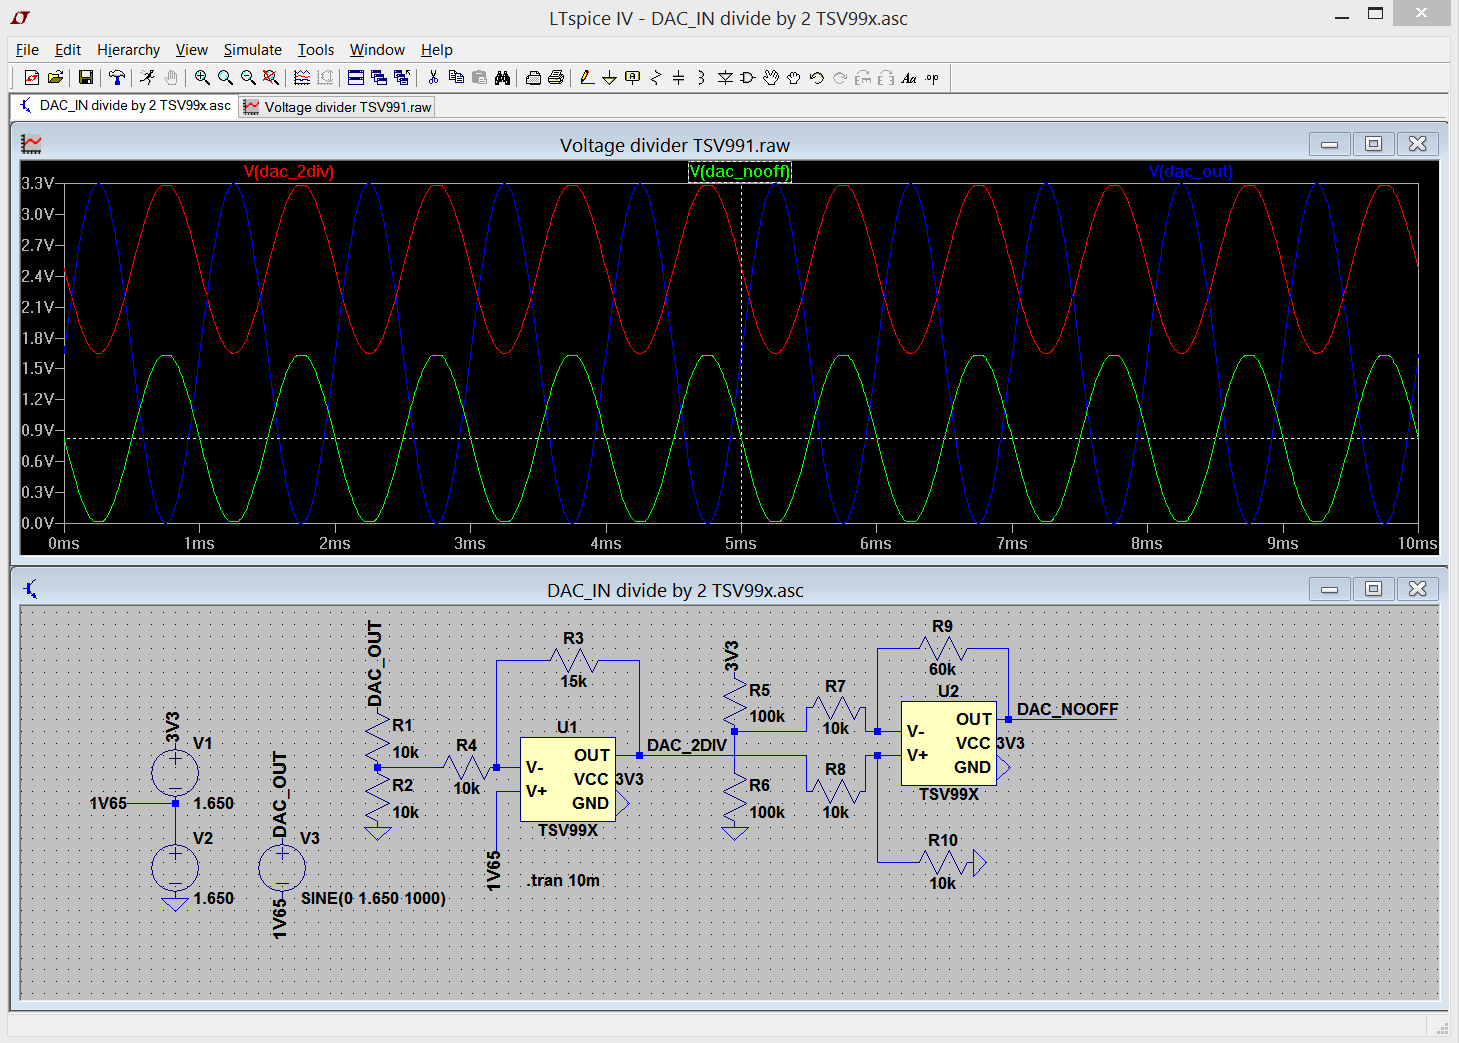 LTspice IV - DAC_IN divide by 2 TSV99x.asc
File Edit Hierarchy View Simulate Tools Window Help
Aa .op
DAC_IN divide by 2 TSV99x.asc Voltage divider TSV991.raw
Voltage divider TSV991.raw
V(dac_2div) V(dac_nooff) V(dac_out)
3.3V
3.0V
2.7V
2.4V
2.1V
1.8V
1.5V
1.2V
0.9V
0.6V
0.3V
0.0V
0ms 1ms 2ms 3ms 4ms 5ms 6ms 7ms 8ms 9ms 10ms
DAC_IN divide by 2 TSV99x.asc
3V3
V1
1.650
1V65
V2
1.650
DAC_OUT
V3
SINE(0 1.650 1000)
1V65
DAC_OUT
R1
10k
R2
10k
R4
10k
R3
15k
U1
V-
V+
OUT
VCC
GND
3V3
TSV99X
1V65
.tran 10m
DAC_2DIV
3V3
R5
100k
R6
100k
R7
10k
R8
10k
R9
60k
U2
V-
V+
OUT
VCC
GND
3V3
TSV99X
DAC_NOOFF
R10
10k